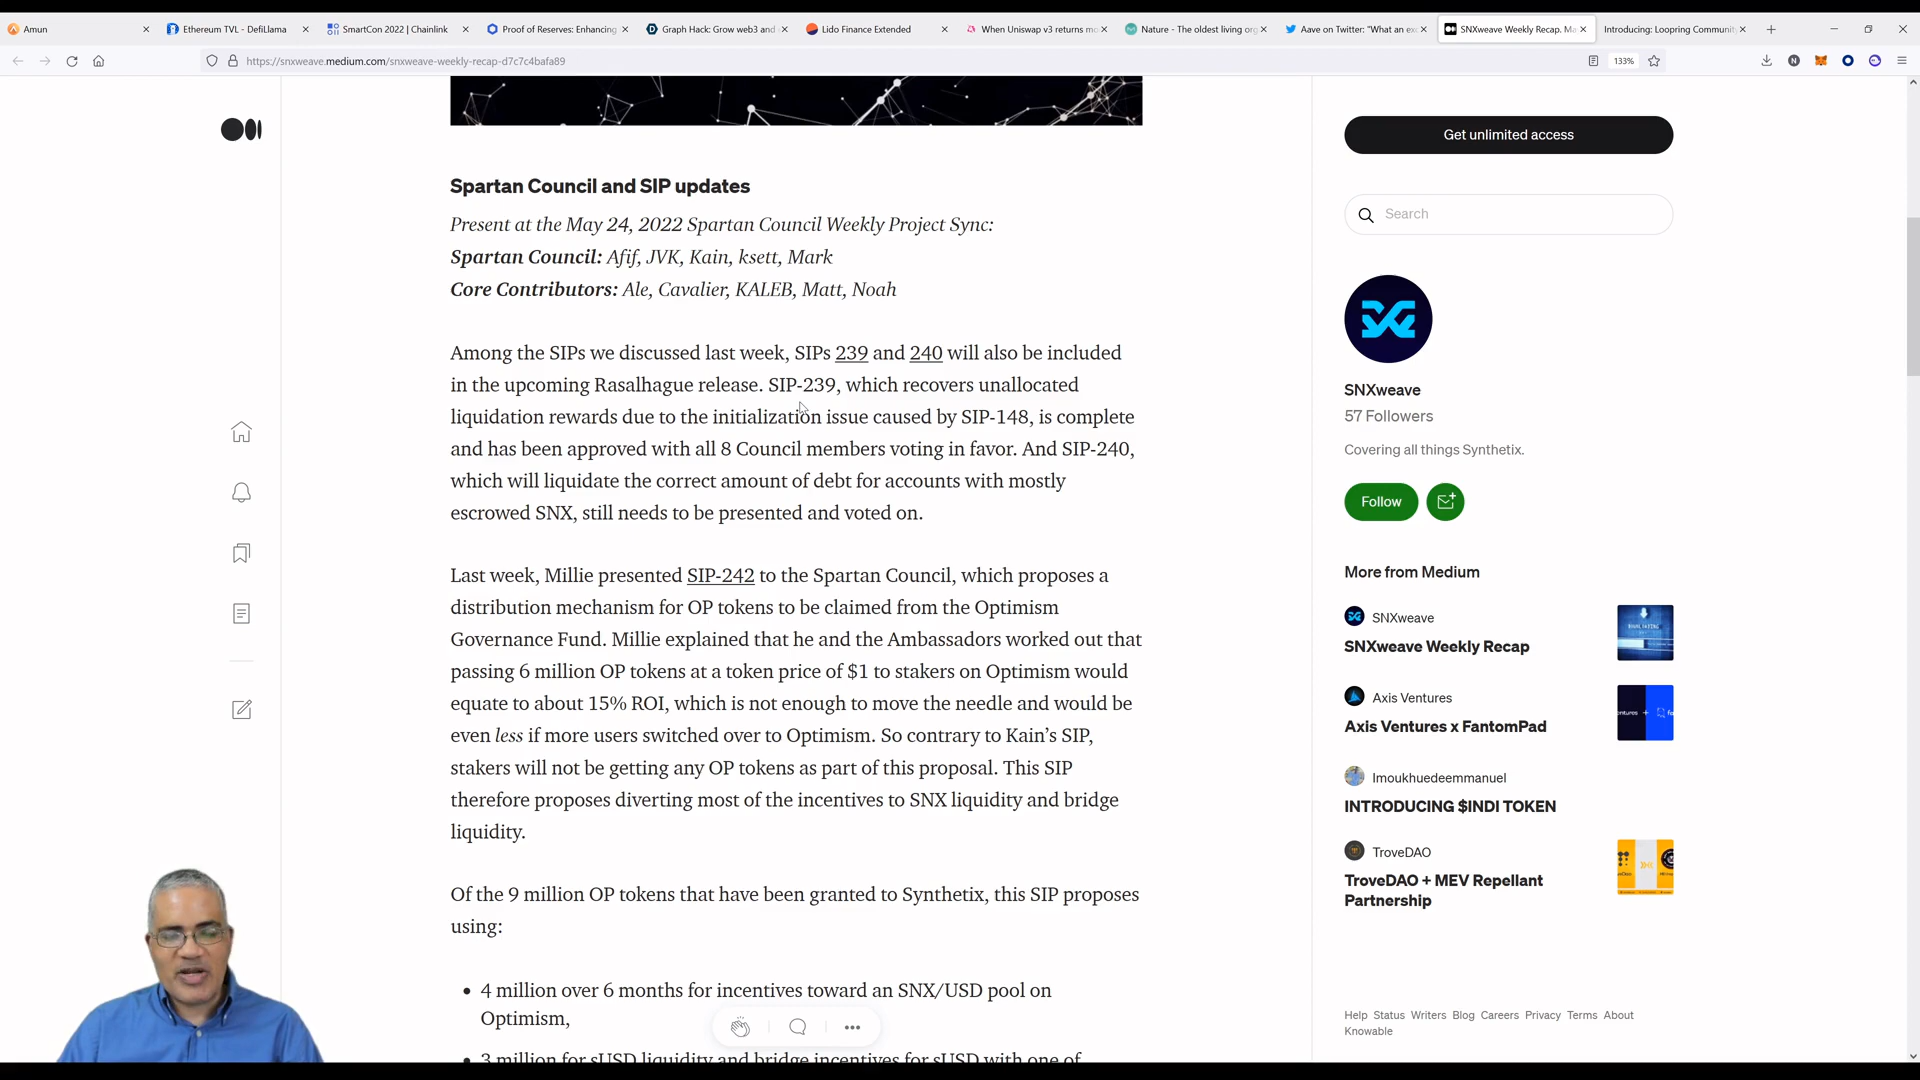 Amun
Ethereum TVL - DefiLlama
SmartCon 2022 | Chainlink
Proof of Reserves: Enhancing
Graph Hack: Grow web3 and
Lido Finance Extended
When Uniswap v3 returns mo
Nature - The oldest living org
Aave on Twitter: "What an exc
SNXweave Weekly Recap. Ma
Introducing: Loopring Communit
https://snxweave.medium.com/snxweave-weekly-recap-d7c7c4bafa89
133%
Get unlimited access
Search
Spartan Council and SIP updates
Present at the May 24, 2022 Spartan Council Weekly Project Sync:
Spartan Council: Afif, JVK, Kain, ksett, Mark
Core Contributors: Ale, Cavalier, KALEB, Matt, Noah
Among the SIPs we discussed last week, SIPs 239 and 240 will also be included
in the upcoming Rasalhague release. SIP-239, which recovers unallocated
liquidation rewards due to the initialization issue caused by SIP-148, is complete
and has been approved with all 8 Council members voting in favor. And SIP-240,
which will liquidate the correct amount of debt for accounts with mostly
escrowed SNX, still needs to be presented and voted on.
Last week, Millie presented SIP-242 to the Spartan Council, which proposes a
distribution mechanism for OP tokens to be claimed from the Optimism
Governance Fund. Millie explained that he and the Ambassadors worked out that
passing 6 million OP tokens at a token price of $1 to stakers on Optimism would
equate to about 15% ROI, which is not enough to move the needle and would be
even less if more users switched over to Optimism. So contrary to Kain's SIP,
stakers will not be getting any OP tokens as part of this proposal. This SIP
therefore proposes diverting most of the incentives to SNX liquidity and bridge
liquidity.
Of the 9 million OP tokens that have been granted to Synthetix, this SIP proposes
using:
• 4 million over 6 months for incentives toward an SNX/USD pool on
Optimism,
• 3 million for sUSD liquidity and bridge incentives for sUSD with one of
SNXweave
57 Followers
Covering all things Synthetix.
Follow
More from Medium
SNXweave
SNXweave Weekly Recap
Axis Ventures
Axis Ventures x FantomPad
Imoukhuedeemmanuel
INTRODUCING $INDI TOKEN
TroveDAO
TroveDAO + MEV Repellant
Partnership
Help Status Writers Blog Careers Privacy Terms About
Knowable